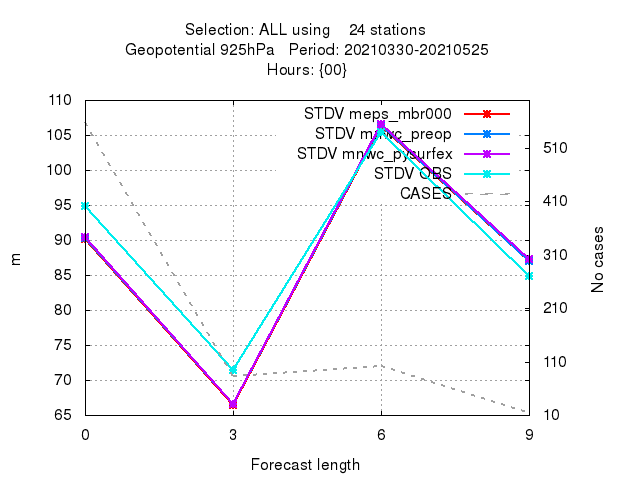 Selection: ALL using 24 stations
Geopotential 925hPa Period: 20210330-20210525
Hours: {00}
110
105
100
95
90
85
80
75
70
65
m
0
3
6
9
Forecast length
510
410
310
210
110
10
No cases
STDV meps_mbr000
STDV mnwc_preop
STDV mnwc_pysurfex
STDV OBS
CASES